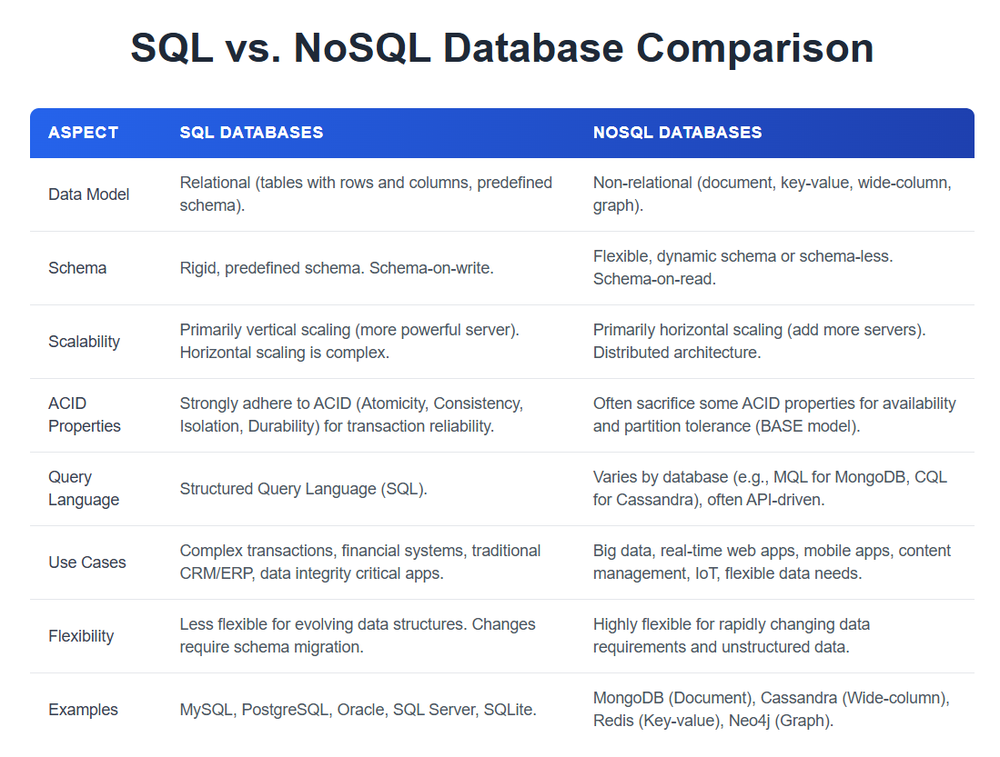 SQL vs. NoSQL Database Comparison
ASPECT SQL DATABASES NOSQL DATABASES
Data Model
Relational (tables with rows and columns, predefined
schema).
Non-relational (document, key-value, wide-column,
graph).
Schema
Rigid, predefined schema. Schema-on-write.
Flexible, dynamic schema or schema-less.
Schema-on-read.
Scalability
Primarily vertical scaling (more powerful server).
Horizontal scaling is complex.
Primarily horizontal scaling (add more servers).
Distributed architecture.
ACID
Properties
Strongly adhere to ACID (Atomicity, Consistency,
Isolation, Durability) for transaction reliability.
Often sacrifice some ACID properties for availability
and partition tolerance (BASE model).
Query
Language
Structured Query Language (SQL).
Varies by database (e.g., MQL for MongoDB, CQL
for Cassandra), often API-driven.
Use Cases
Complex transactions, financial systems, traditional
CRM/ERP, data integrity critical apps.
Big data, real-time web apps, mobile apps, content
management, IoT, flexible data needs.
Flexibility
Less flexible for evolving data structures. Changes
require schema migration.
Highly flexible for rapidly changing data
requirements and unstructured data.
Examples
MySQL, PostgreSQL, Oracle, SQL Server, SQLite.
MongoDB (Document), Cassandra (Wide-column),
Redis (Key-value), Neo4j (Graph).